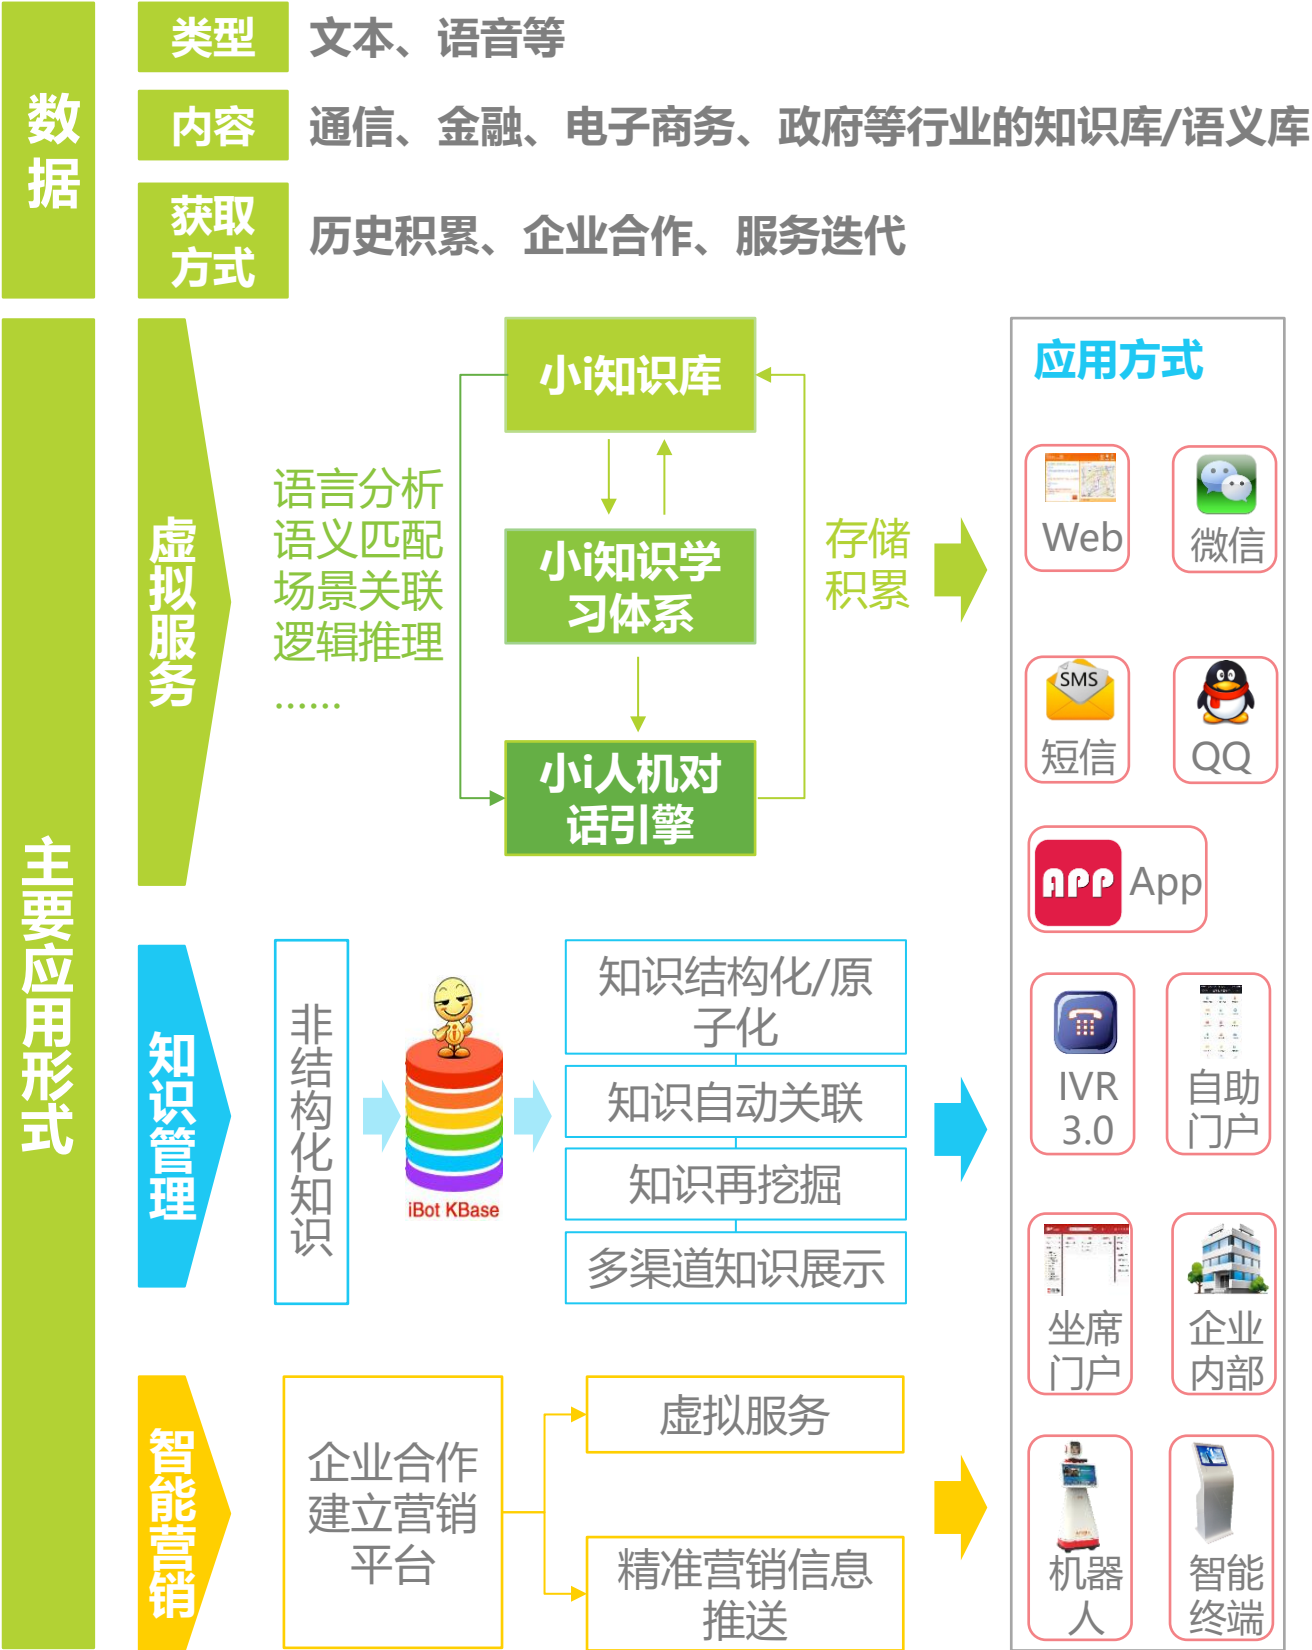 数据
类型
文本、语音等
内容
通信、金融、电子商务、政府等行业的知识库/语义库
获取
方式
历史积累、企业合作、服务迭代
主要应用形式
虚拟服务
语言分析
语义匹配
场景关联
逻辑推理
......
小i知识库
小i知识学
习体系
小i人机对
话引擎
存储
积累
知识管理
非结构化知识
iBot KBase
知识结构化/原
子化
知识自动关联
知识再挖掘
多渠道知识展示
智能营销
企业合作
建立营销
平台
虚拟服务
精准营销信息
推送
应用方式
Web
微信
SMS
短信
QQ
APP
App
IVR
3.0
自助
门户
坐席
门户
企业
内部
机器
人
智能
终端